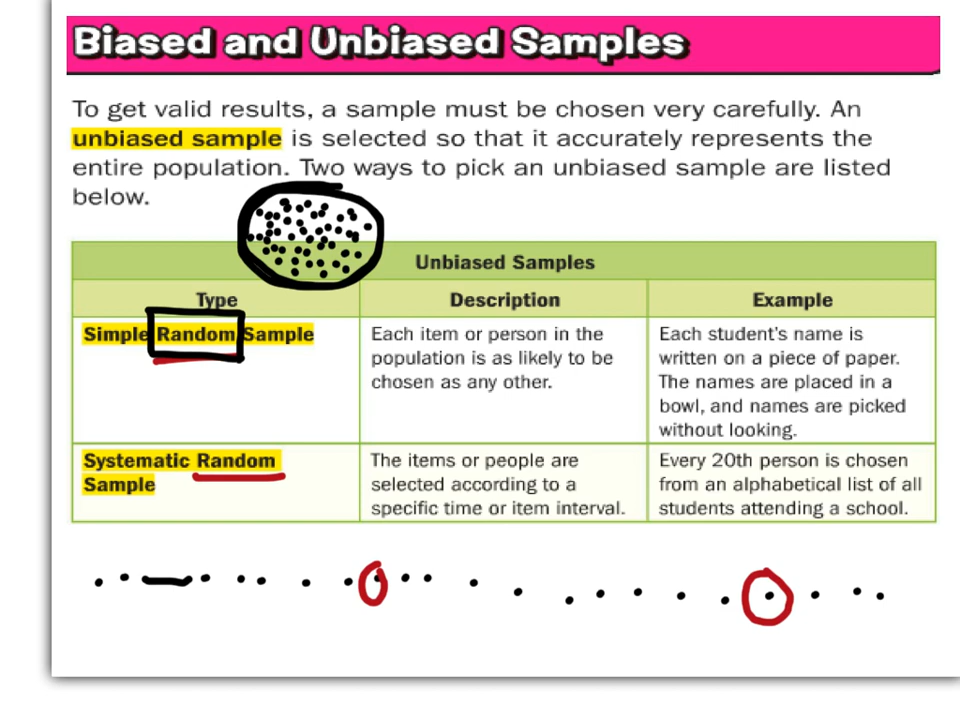 Biased and Unbiased Samples
To get valid results, a sample must be chosen very carefully. An
unbiased sample is selected so that it accurately represents the
entire population. Two ways to pick an unbiased sample are listed
below.
Unbiased Samples
Type Description Example
Simple Random Sample
Each item or person in the
population is as likely to be
chosen as any other.
Each student's name is
written on a piece of paper.
The names are placed in a
bowl, and names are picked
without looking.
Systematic Random
Sample
The items or people are
selected according to a
specific time or item interval.
Every 20th person is chosen
from an alphabetical list of all
students attending a school.